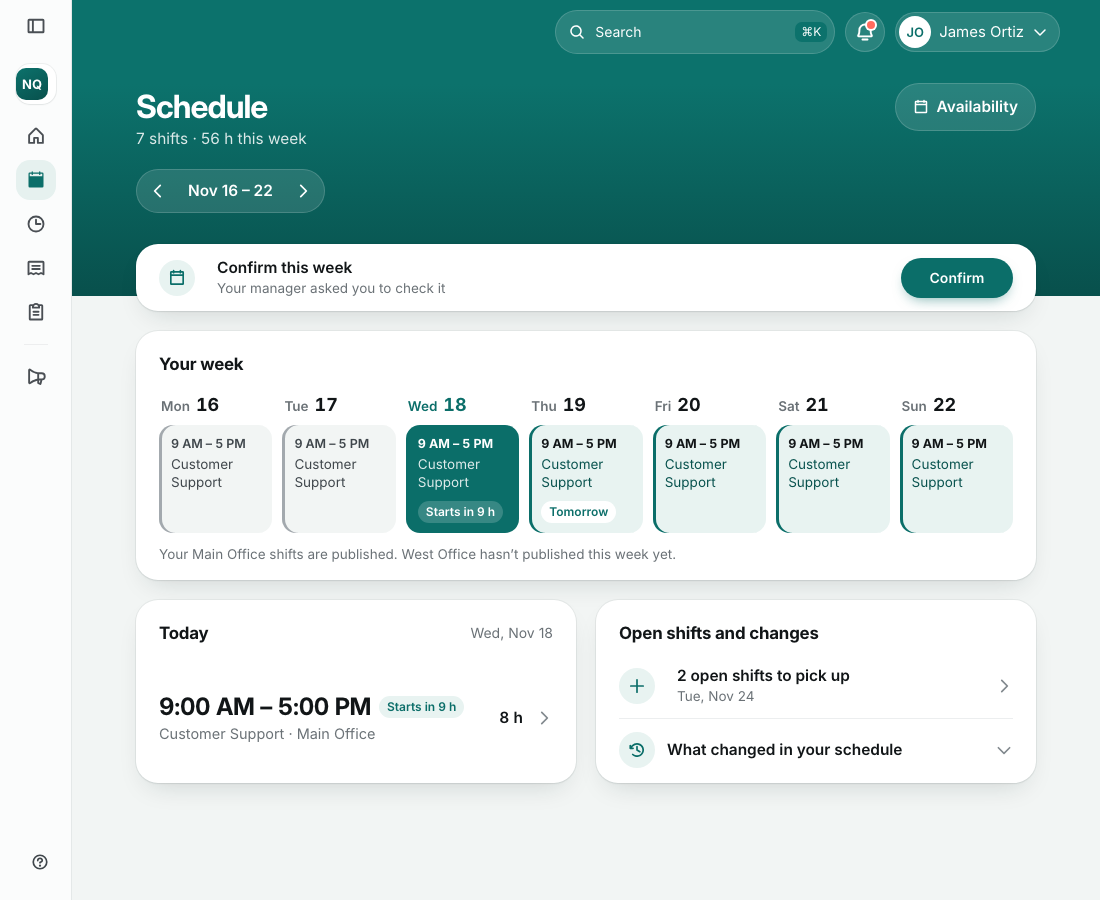 Search ⌘K
JO James Ortiz
NQ
Schedule
7 shifts · 56 h this week
Availability
Nov 16 – 22
Confirm this week
Your manager asked you to check it
Confirm
Your week
Mon 16
Tue 17
Wed 18
Thu 19
Fri 20
Sat 21
Sun 22
9 AM – 5 PM
Customer
Support
9 AM – 5 PM
Customer
Support
9 AM – 5 PM
Customer
Support
Starts in 9 h
9 AM – 5 PM
Customer
Support
Tomorrow
9 AM – 5 PM
Customer
Support
9 AM – 5 PM
Customer
Support
9 AM – 5 PM
Customer
Support
Your Main Office shifts are published. West Office hasn’t published this week yet.
Today
Wed, Nov 18
9:00 AM – 5:00 PM Starts in 9 h
Customer Support · Main Office
8 h
Open shifts and changes
2 open shifts to pick up
Tue, Nov 24
What changed in your schedule